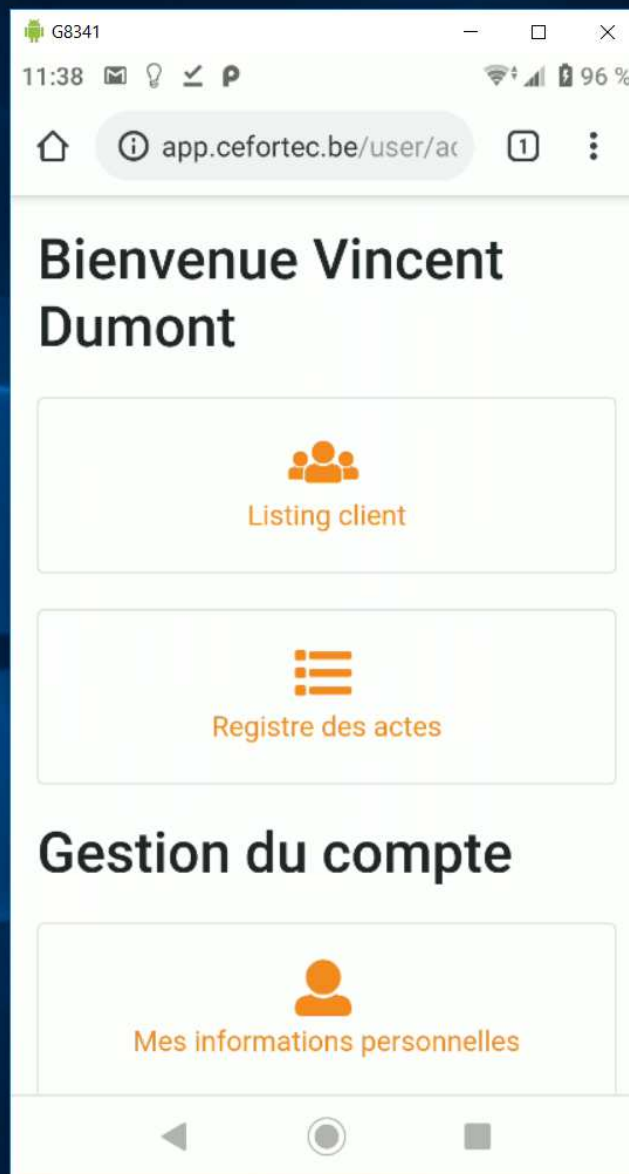 G8341
11:38
96 %
app.cefortec.be/user/ac
1
Bienvenue Vincent
Dumont
Listing client
Registre des actes
Gestion du compte
Mes informations personnelles